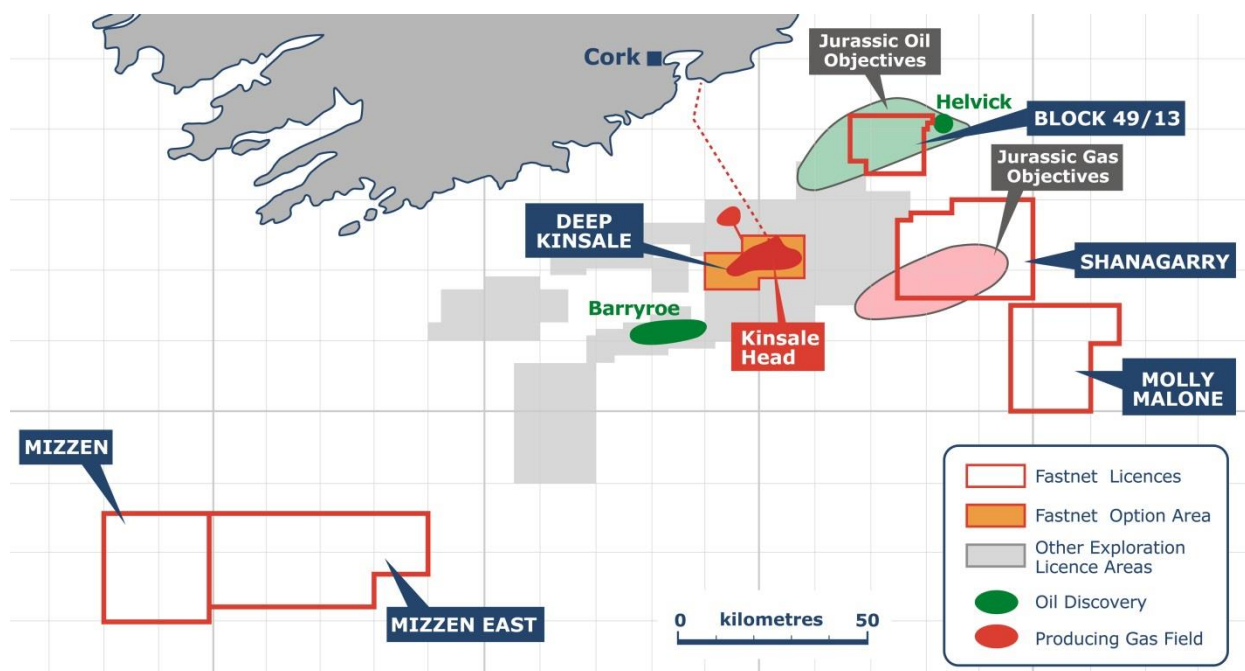 Jurassic Oil
Objectives
Cork
Helvick
BLOCK 49/13
Jurassic Gas
Objectives
DEEP
KINSALE
SHANAGARRY
Barryroe
Kinsale
Head
MOLLY
MALONE
MIZZEN
MIZZEN EAST
Fastnet Licences
Fastnet Option Area
Other Exploration
Licence Areas
Oil Discovery
Producing Gas Field
0 kilometres 50